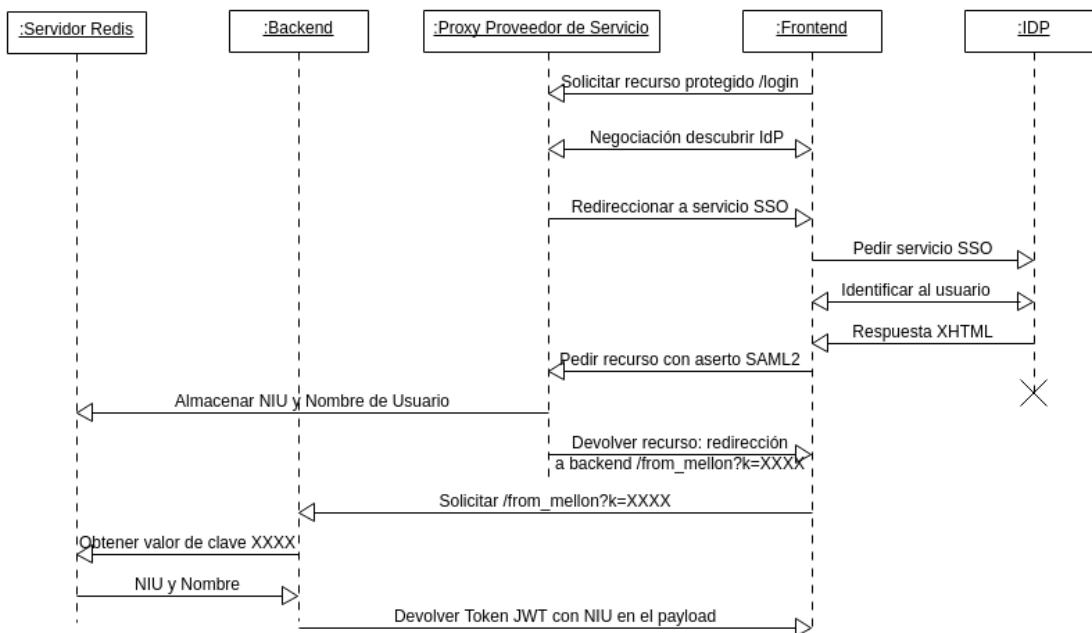 :Servidor Redis
:Backend
:Proxy Proveedor de Servicio
:Frontend
:IDP
Solicitar recurso protegido /login
Negociación descubrir IdP
Redireccionar a servicio SSO
Pedir servicio SSO
Identificar al usuario
Respuesta XHTML
Pedir recurso con aserto SAML2
Almacenar NIU y Nombre de Usuario
Devolver recurso: redirección
a backend /from_mellon?k=XXXX
Solicitar /from_mellon?k=XXXX
Obtener valor de clave XXXX
NIU y Nombre
Devolver Token JWT con NIU en el payload